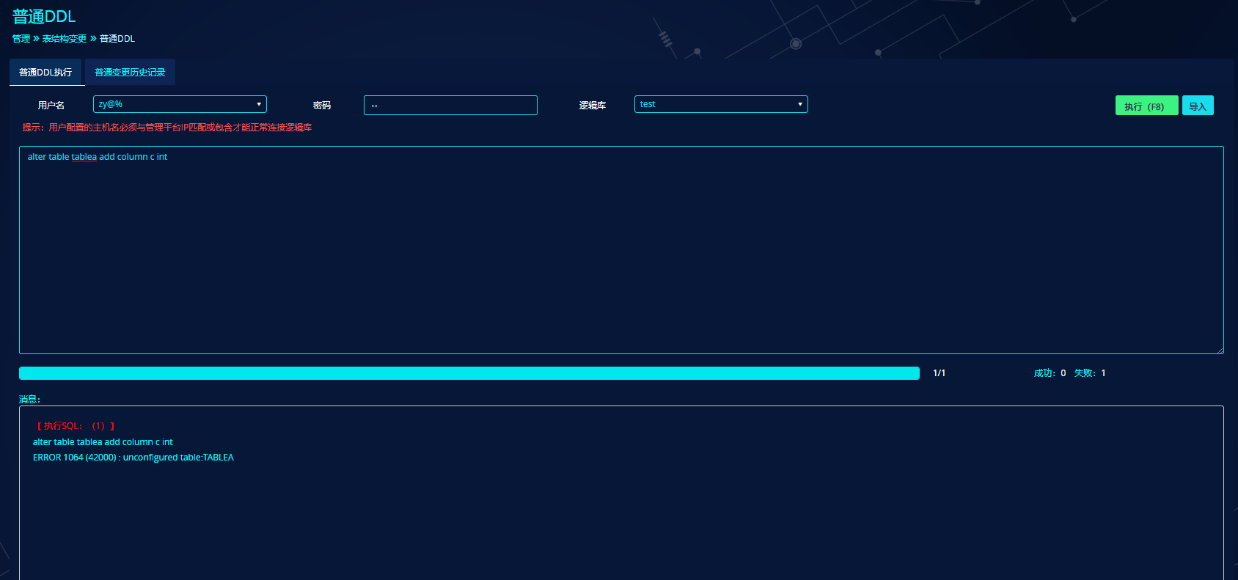 普通DDL
管理 » 表结构变更 » 普通DDL
普通DDL执行 普通变更历史记录
用户名 zy@% 密码 .. 逻辑库 test 执行（F8） 导入
提示：用户配置的主机名必须与管理平台IP匹配或包含才能正常连接逻辑库
alter table tablea add column c int
1/1 成功：0 失败：1
消息：
[ 执行SQL：（1）]
alter table tablea add column c int
ERROR 1064 (42000) : unconfigured table:TABLEA